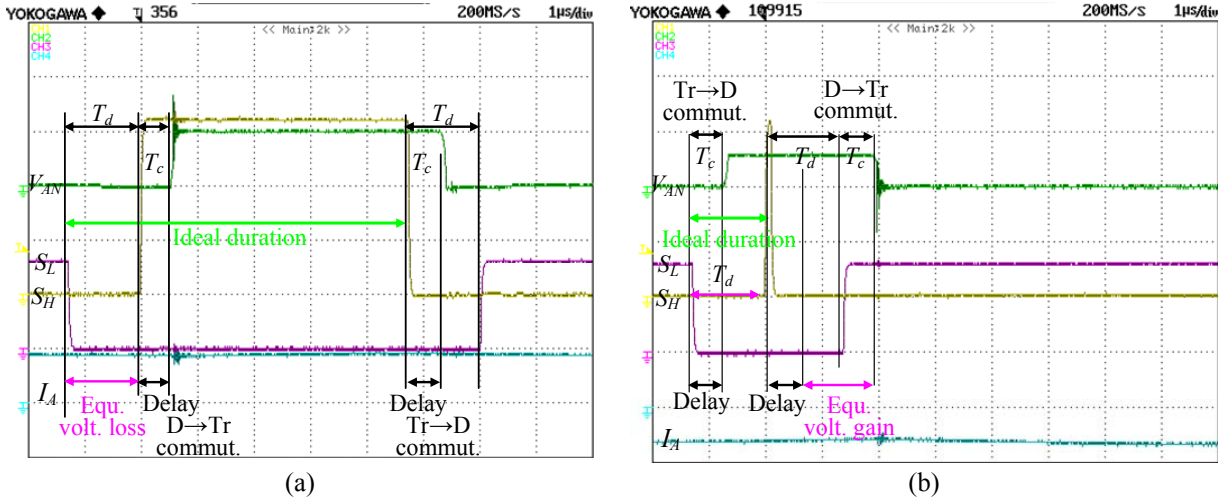 YOKOGAWA ◆ 356 200MS/s 1μs/div
<< Main:2k >>
CH1
CH2
CH3
CH4
T_d
T_d
T_c
T_c
V_AN
Ideal duration
S_L
S_H
I_A
Equ. volt. loss
Delay
D→Tr commut.
Delay
Tr→D commut.
(a)
YOKOGAWA ◆ 109915 200MS/s 1μs/div
<< Main:2k >>
CH1
CH2
CH3
CH4
Tr→D commut.
D→Tr commut.
T_c
T_d
T_c
V_AN
Ideal duration
S_L
T_d
S_H
Delay
Delay
Equ. volt. gain
I_A
(b)